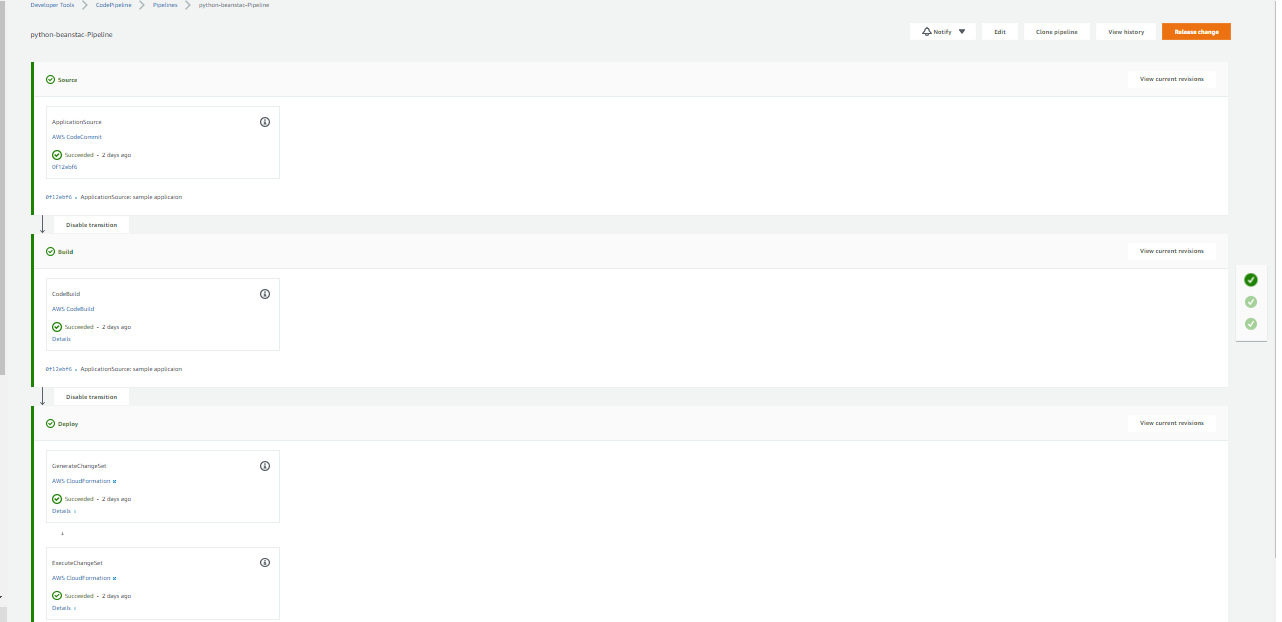 Developer Tools > CodePipeline > Pipelines > python-beanstac-Pipeline
python-beanstac-Pipeline
Notify
Edit
Clone pipeline
View history
Release change
Source
View current revisions
ApplicationSource
AWS CodeCommit
Succeeded - 2 days ago
0f12ebf6
0f12ebf6 - ApplicationSource: sample applicaion
Disable transition
Build
View current revisions
CodeBuild
AWS CodeBuild
Succeeded - 2 days ago
Details
0f12ebf6 - ApplicationSource: sample applicaion
Disable transition
Deploy
View current revisions
GenerateChangeSet
AWS CloudFormation
Succeeded - 2 days ago
Details
ExecuteChangeSet
AWS CloudFormation
Succeeded - 2 days ago
Details